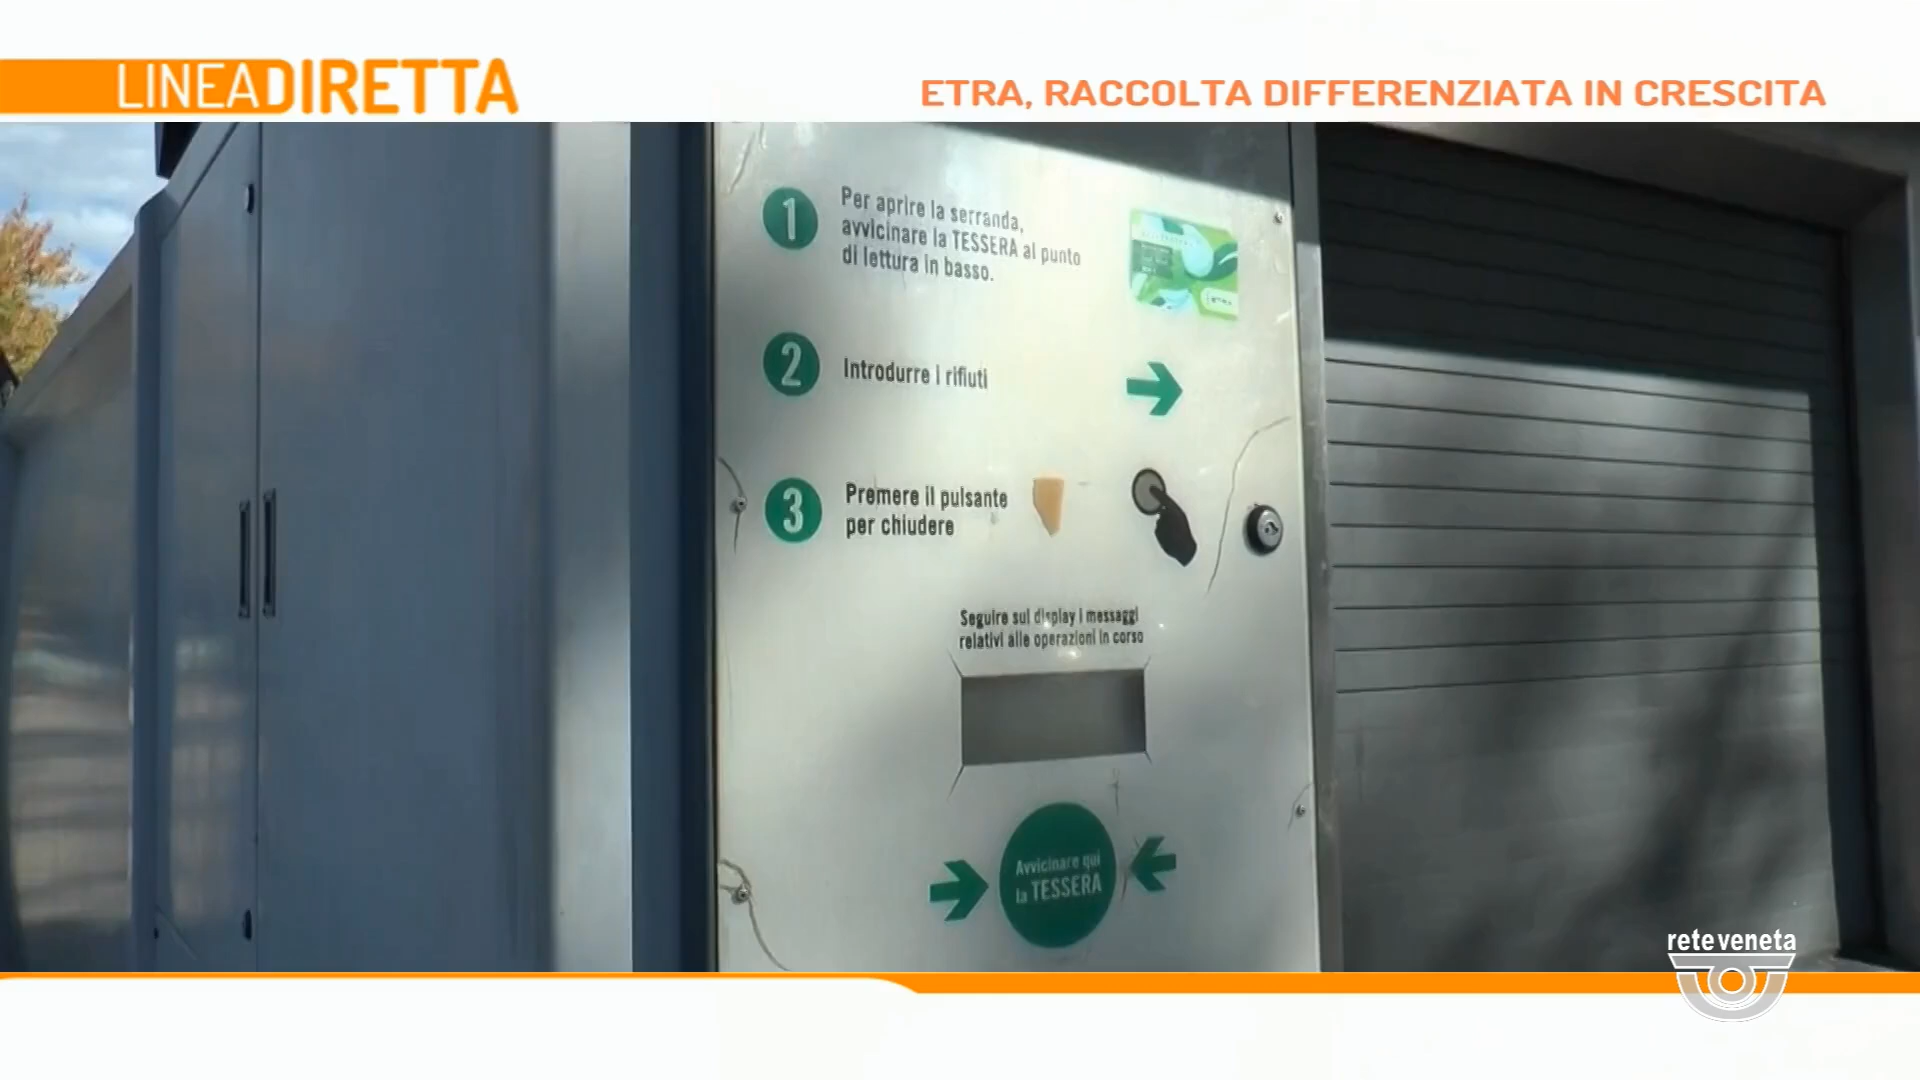 LINEADIRETTA
ETRA, RACCOLTA DIFFERENZIATA IN CRESCITA
1
Per aprire la serranda,
avvicinare la TESSERA al punto
di lettura in basso.
2
Introdurre i rifiuti
3
Premere il pulsante
per chiudere
Seguire sul display i messaggi
relativi alle operazioni in corso
Avvicinare qui
la TESSERA
reteveneta